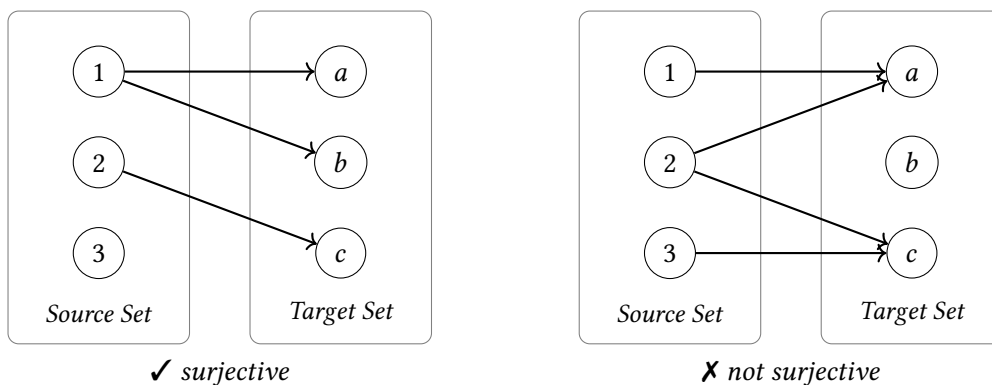 1 a 1 a
2 b 2 b
3 c 3 c
Source Set Target Set Source Set Target Set
✓ surjective ✗ not surjective